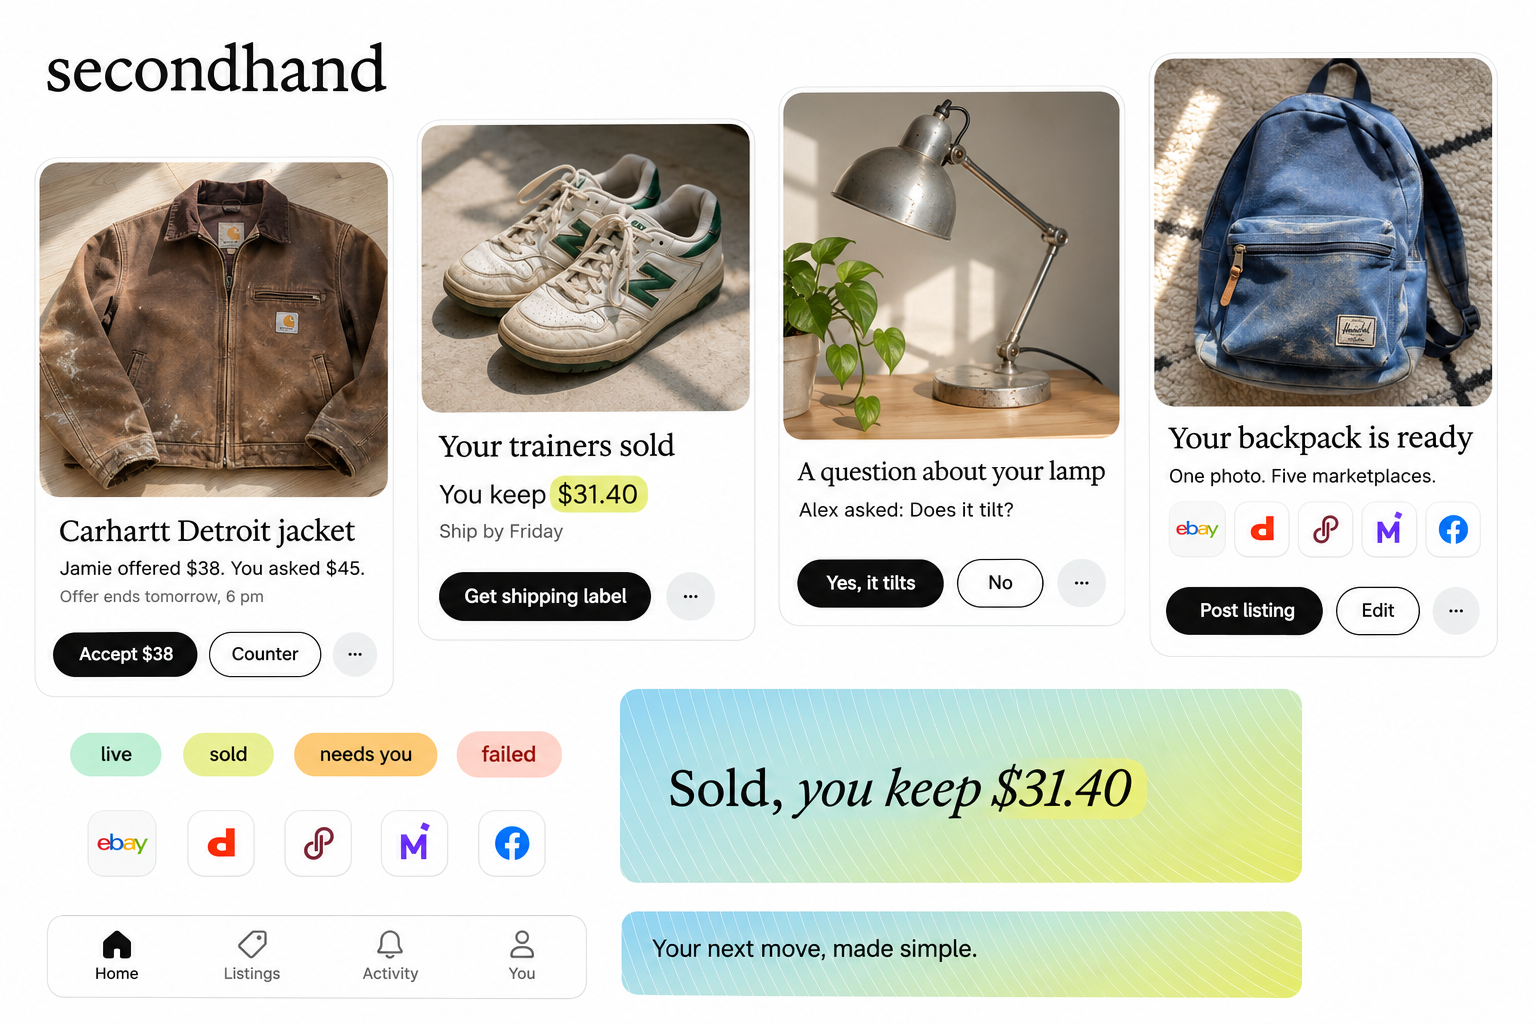 secondhand
Carhartt Detroit jacket
Jamie offered $38. You asked $45.
Offer ends tomorrow, 6 pm
Accept $38
Counter
Your trainers sold
You keep $31.40
Ship by Friday
Get shipping label
A question about your lamp
Alex asked: Does it tilt?
Yes, it tilts
No
Herschel
Your backpack is ready
One photo. Five marketplaces.
ebay
Post listing
Edit
live
sold
needs you
failed
ebay
Sold, you keep $31.40
Your next move, made simple.
Home
Listings
Activity
You